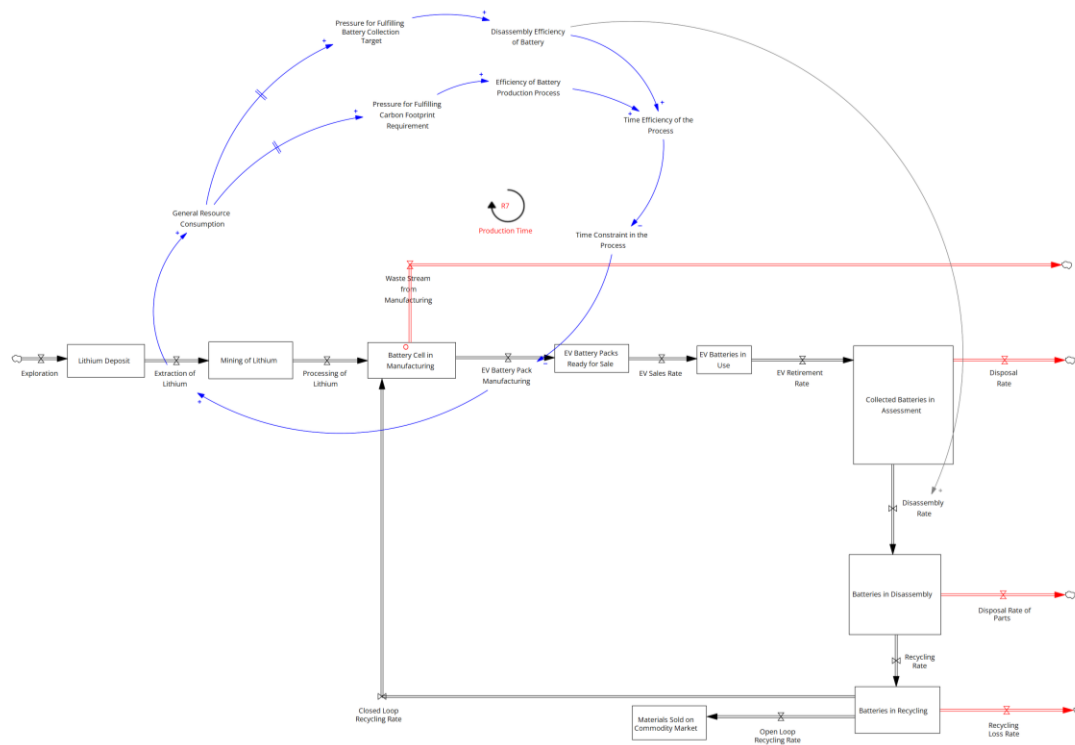 Pressure for Fulfilling
Battery Collection
Target
+
+
Disassembly Efficiency
of Battery
Pressure for Fulfilling
Carbon Footprint
Requirement
+
+
Efficiency of Battery
Production Process
+
+
Time Efficiency of the
Process
General Resource
Consumption
+
R7
Production Time
Time Constraint in the
Process
–
Waste Stream
from
Manufacturing
Exploration
Lithium Deposit
Extraction of
Lithium
+
Mining of Lithium
Processing of
Lithium
Battery Cell in
Manufacturing
EV Battery Pack
Manufacturing
–
EV Battery Packs
Ready for Sale
EV Sales Rate
EV Batteries in
Use
EV Retirement
Rate
Collected Batteries in
Assessment
Disposal
Rate
+
Disassembly
Rate
Batteries in Disassembly
Disposal Rate of
Parts
Recycling
Rate
Closed Loop
Recycling Rate
Materials Sold on
Commodity Market
Open Loop
Recycling Rate
Batteries in Recycling
Recycling
Loss Rate